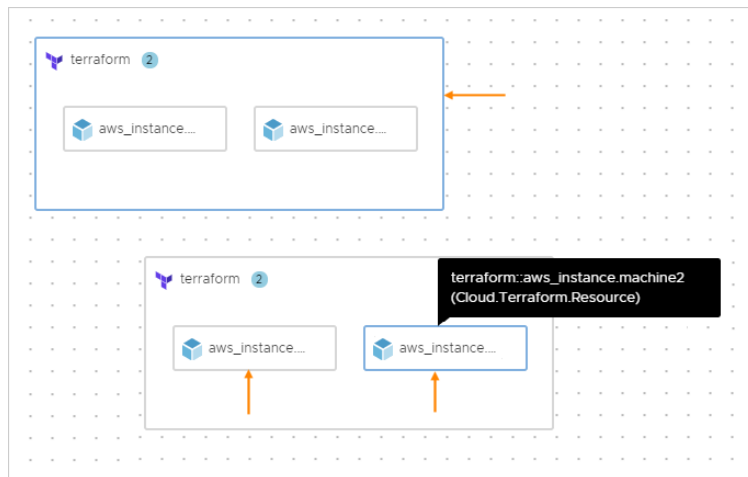 terraform 2
aws_instance.... aws_instance....
terraform 2
terraform::aws_instance.machine2
(Cloud.Terraform.Resource)
aws_instance.... aws_instance....